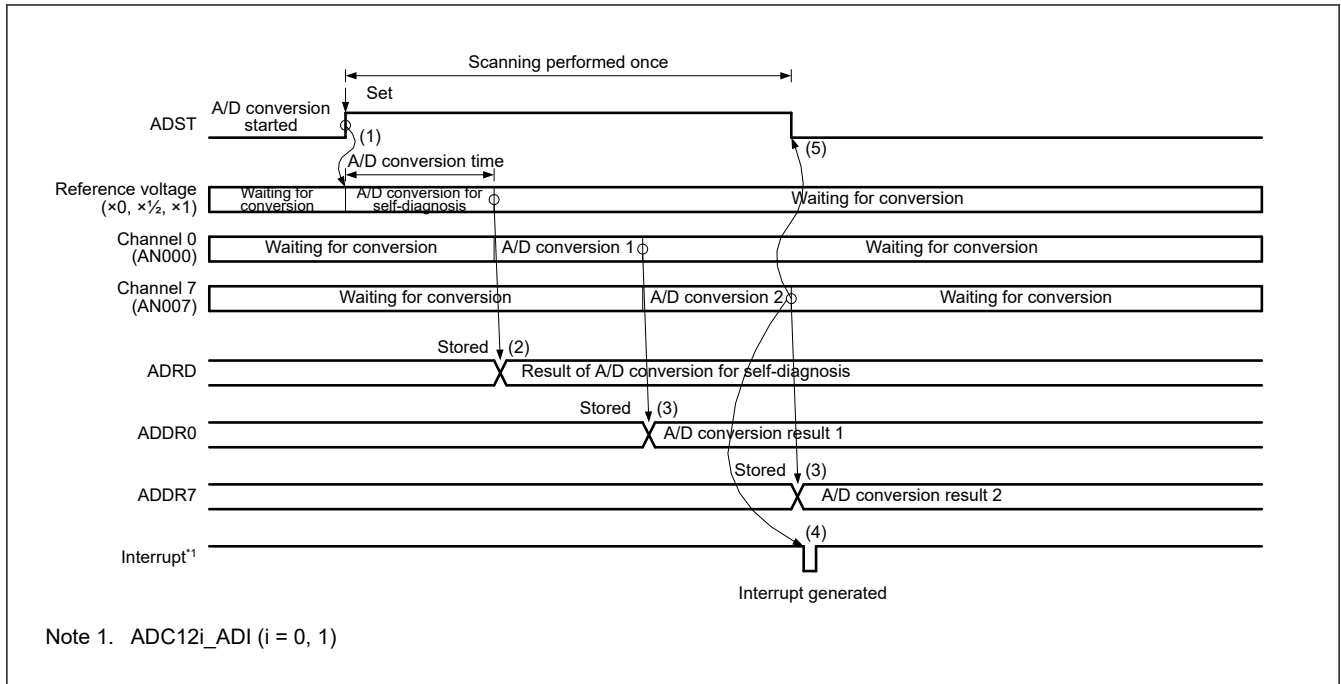 Scanning performed once
Set
A/D conversion
started
ADST
(1)
(5)
A/D conversion time
Reference voltage
(×0, ×½, ×1)
Waiting for
conversion
A/D conversion for
self-diagnosis
Waiting for conversion
Channel 0
(AN000)
Waiting for conversion
A/D conversion 1
Waiting for conversion
Channel 7
(AN007)
Waiting for conversion
A/D conversion 2
Waiting for conversion
Stored (2)
ADRD
Result of A/D conversion for self-diagnosis
Stored (3)
ADDR0
A/D conversion result 1
Stored (3)
ADDR7
A/D conversion result 2
(4)
Interrupt*1
Interrupt generated
Note 1. ADC12i_ADI (i = 0, 1)